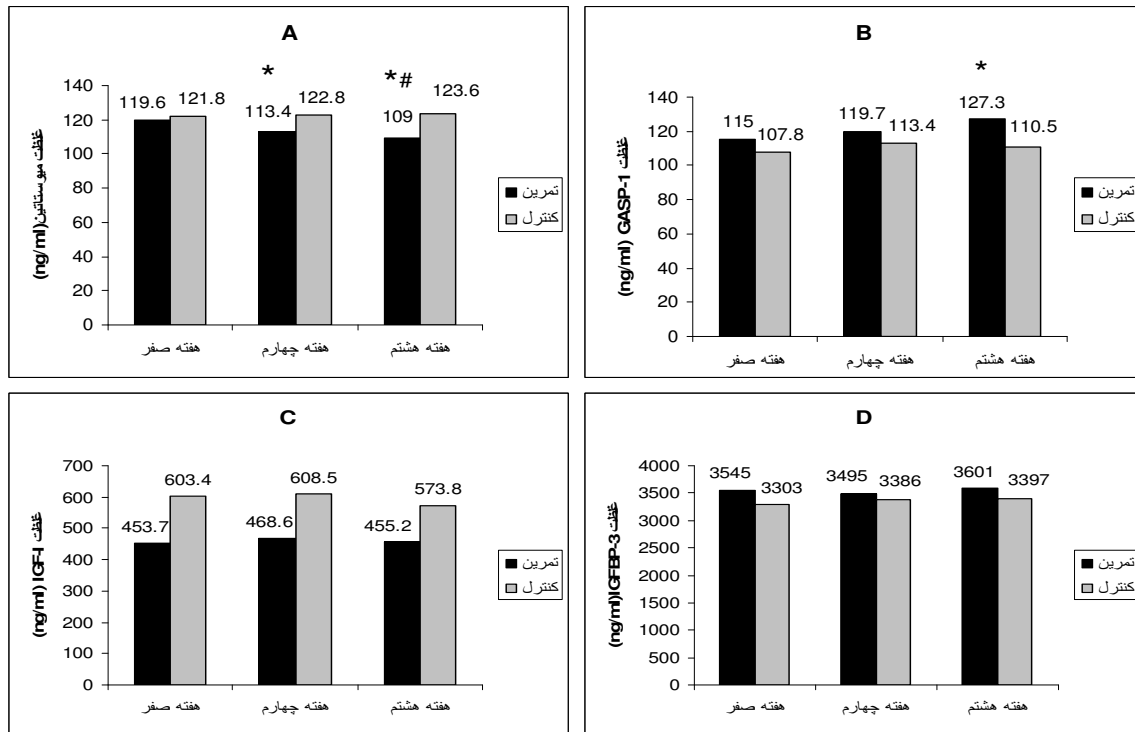 A
غلظت میوستاتین(ng/ml)
140
120
100
80
60
40
20
0
* *#
119.6 121.8 113.4 122.8 109 123.6
هفته صفر هفته چهارم هفته هشتم
تمرین
کنترل
B
غلظت GASP-1 (ng/ml)
140
120
100
80
60
40
20
0
*
115 107.8 119.7 113.4 127.3 110.5
هفته صفر هفته چهارم هفته هشتم
تمرین
کنترل
C
غلظت IGF-I (ng/ml)
700
600
500
400
300
200
100
0
453.7 603.4 468.6 608.5 455.2 573.8
هفته صفر هفته چهارم هفته هشتم
تمرین
کنترل
D
غلظت IGFBP-3(ng/ml)
4000
3500
3000
2500
2000
1500
1000
500
0
3545 3303 3495 3386 3601 3397
هفته صفر هفته چهارم هفته هشتم
تمرین
کنترل